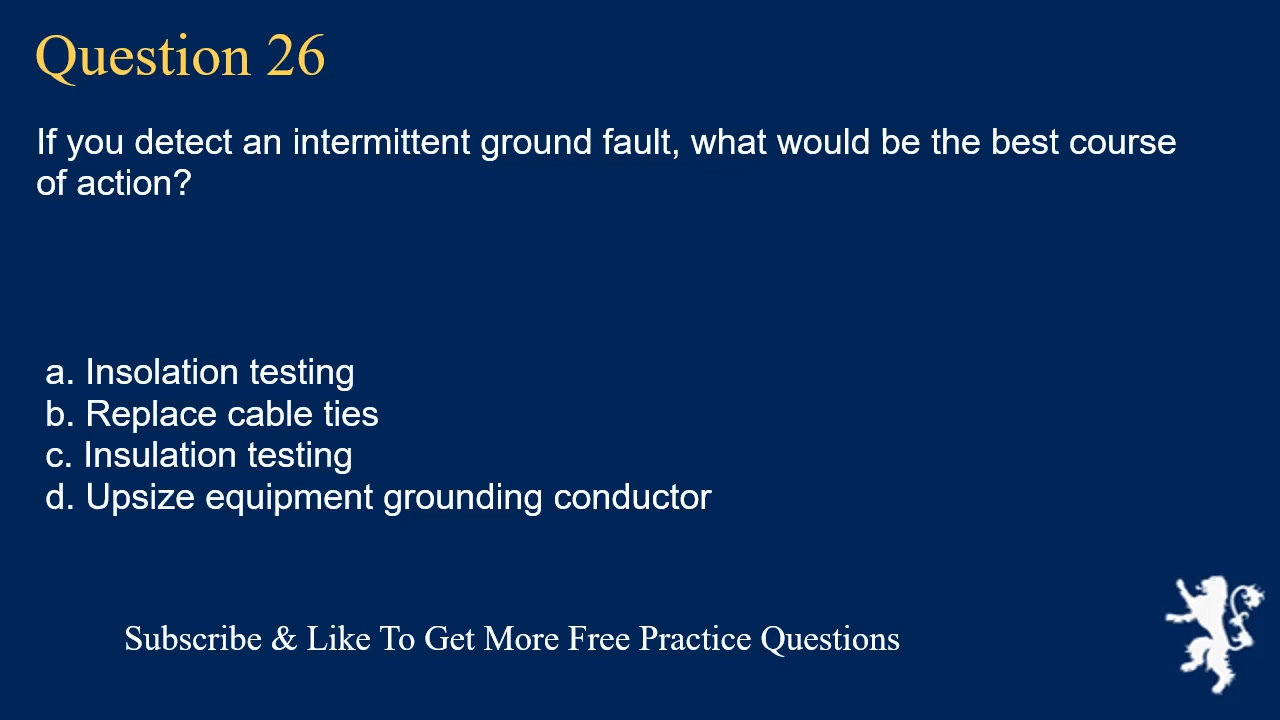 Question 26
If you detect an intermittent ground fault, what would be the best course
of action?
a. Insolation testing
b. Replace cable ties
c. Insulation testing
d. Upsize equipment grounding conductor
Subscribe & Like To Get More Free Practice Questions